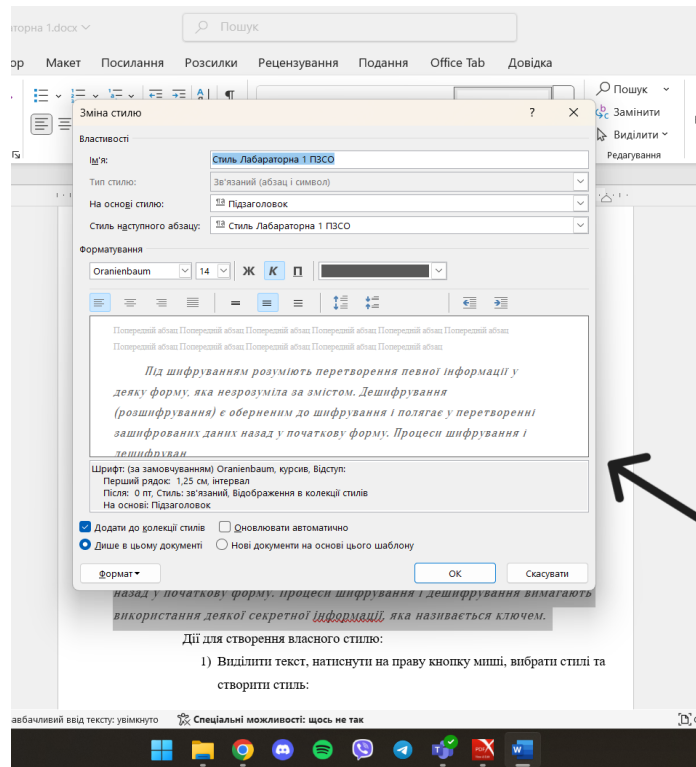 торна 1.docx
Пошук
ор Макет Посилання Розсилки Рецензування Подання Office Tab Довідка
Пошук
Замінити
Виділити
Редагування
Зміна стилю ?
Властивості
Ім'я: Стиль Лабараторна 1 ПЗСО
Тип стилю: Зв'язаний (абзац і символ)
На основі стилю: Підзаголовок
Стиль наступного абзацу: Стиль Лабараторна 1 ПЗСО
Форматування
Oranienbaum 14 Ж К П
Попередній абзац Попередній абзац Попередній абзац Попередній абзац Попередній абзац Попередній абзац
Попередній абзац Попередній абзац Попередній абзац Попередній абзац Попередній абзац
Під шифруванням розуміють перетворення певної інформації у
деяку форму, яка незрозуміла за змістом. Дешифрування
(розшифрування) є оберненим до шифрування і полягає у перетворенні
зашифрованих даних назад у початкову форму. Процеси шифрування і
дешифруван
Шрифт: (за замовчуванням) Oranienbaum, курсив, Відступ:
Перший рядок: 1,25 см, інтервал
Після: 0 пт, Стиль: зв'язаний, Відображення в колекції стилів
На основі: Підзаголовок
Додати до колекції стилів Оновлювати автоматично
Лише в цьому документі Нові документи на основі цього шаблону
Формат OK Скасувати
назад у початкову форму. Процеси шифрування і дешифрування вимагають
використання деякої секретної інформації, яка називається ключем.
Дії для створення власного стилю:
1) Виділити текст, натиснути на праву кнопку миші, вибрати стилі та
створити стиль:
авбачливий ввід тексту: увімкнуто Спеціальні можливості: щось не так